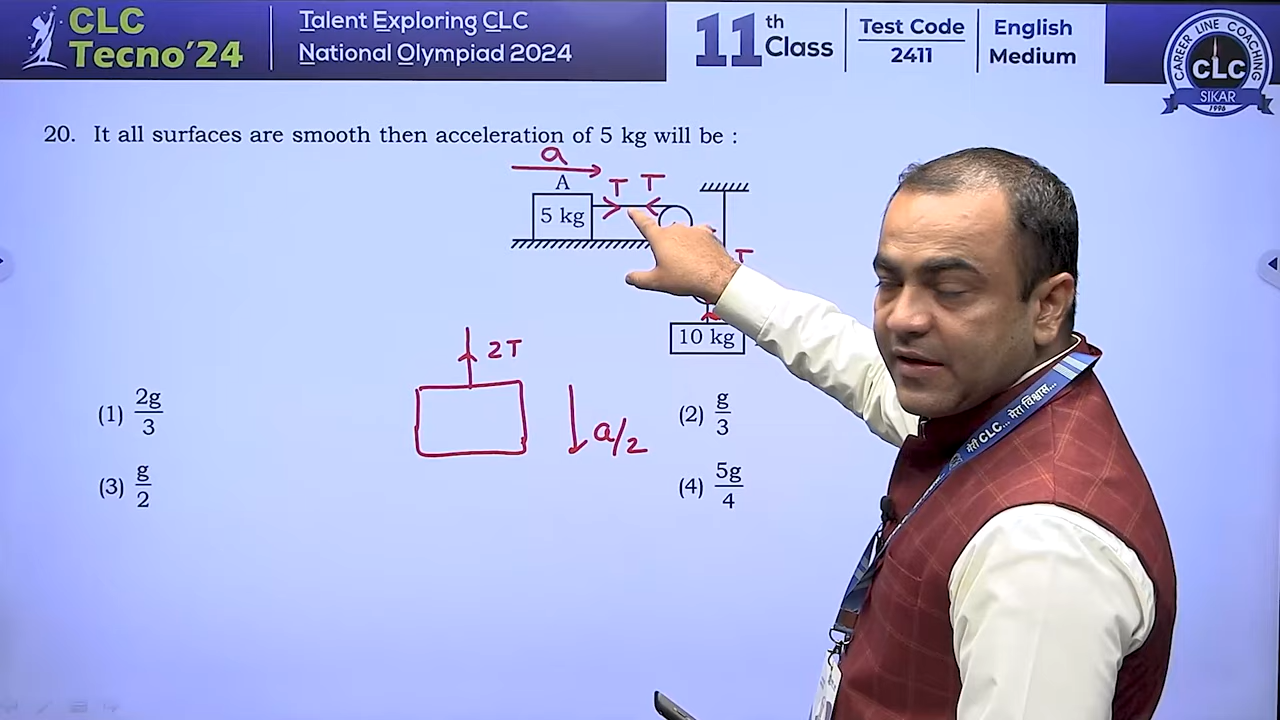 CLC
Tecno'24
Talent Exploring CLC
National Olympiad 2024
11th Class
Test Code
2411
English
Medium
CAREER LINE COACHING
CLC
SIKAR
1996
20. It all surfaces are smooth then acceleration of 5 kg will be :
a
A
T T
5 kg
T
10 kg
2T
a/2
(1) 2g/3
(2) g/3
(3) g/2
(4) 5g/4
मेरी CLC... मेरा विश्वास...